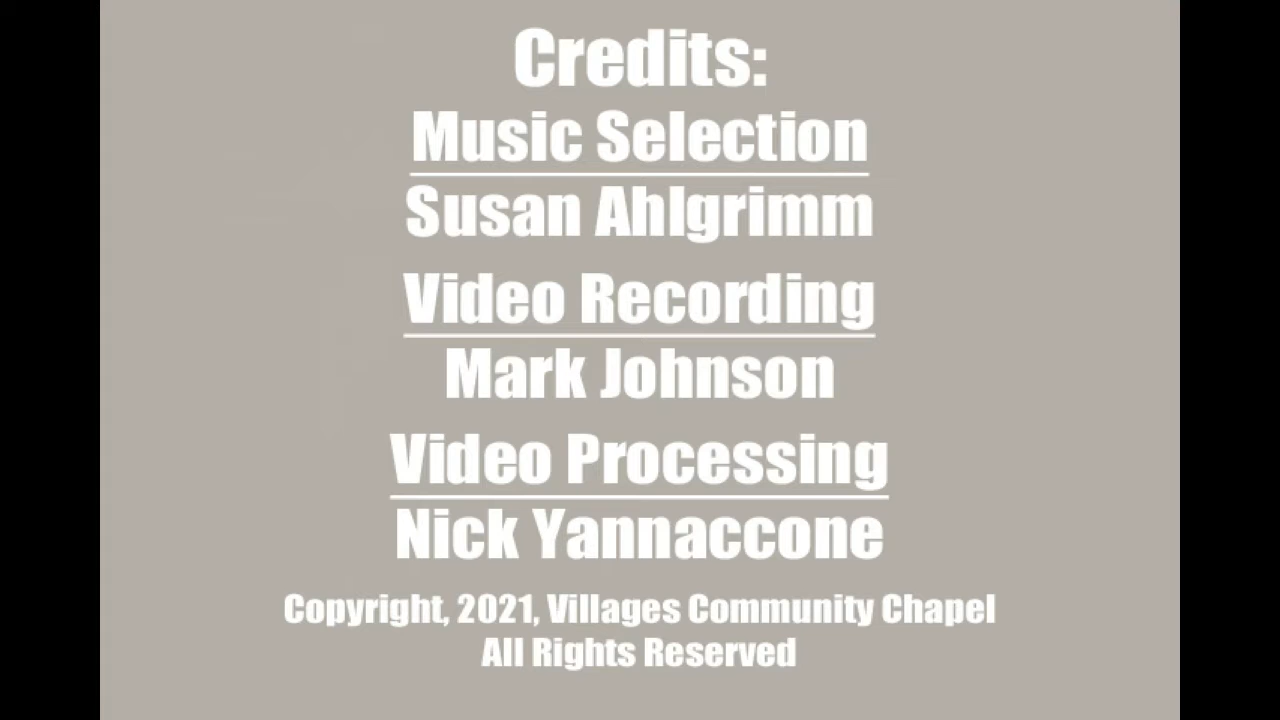 Credits:
Music Selection
Susan Ahlgrimm
Video Recording
Mark Johnson
Video Processing
Nick Yannaccone
Copyright, 2021, Villages Community Chapel
All Rights Reserved